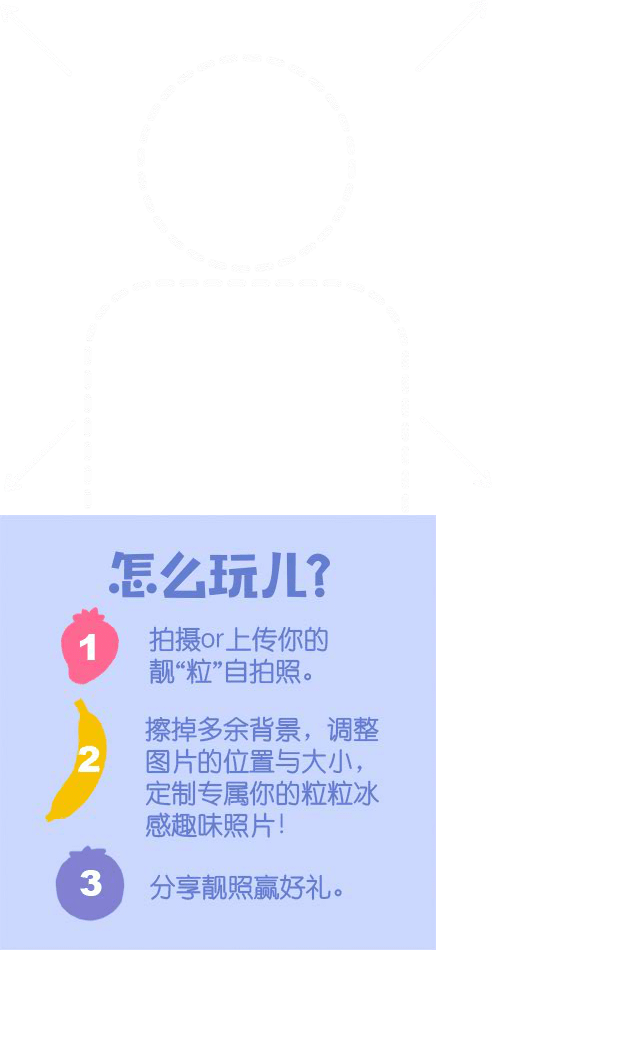 怎么玩儿?
1
拍摄or上传你的
靓“粒”自拍照。
2
擦掉多余背景，调整
图片的位置与大小，
定制专属你的粒粒冰
感趣味照片！
3
分享靓照赢好礼。